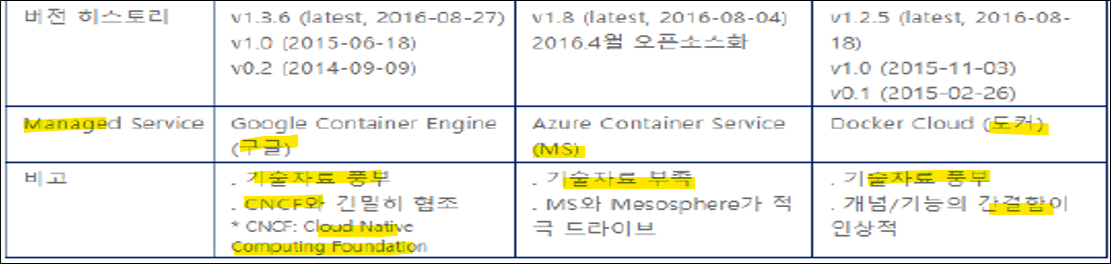 버전 히스토리
v1.3.6 (latest, 2016-08-27)
v1.0 (2015-06-18)
v0.2 (2014-09-09)
v1.8 (latest, 2016-08-04)
2016.4월 오픈소스화
v1.2.5 (latest, 2016-08-
18)
v1.0 (2015-11-03)
v0.1 (2015-02-26)
Managed Service
Google Container Engine
(구글)
Azure Container Service
(MS)
Docker Cloud (도커)
비고
. 기술자료 풍부
. CNCF와 긴밀히 협조
* CNCF: Cloud Native
Computing Foundation
. 기술자료 부족
. MS와 Mesosphere가 적
극 드라이브
. 기술자료 풍부
. 개념/기능의 간결함이
인상적